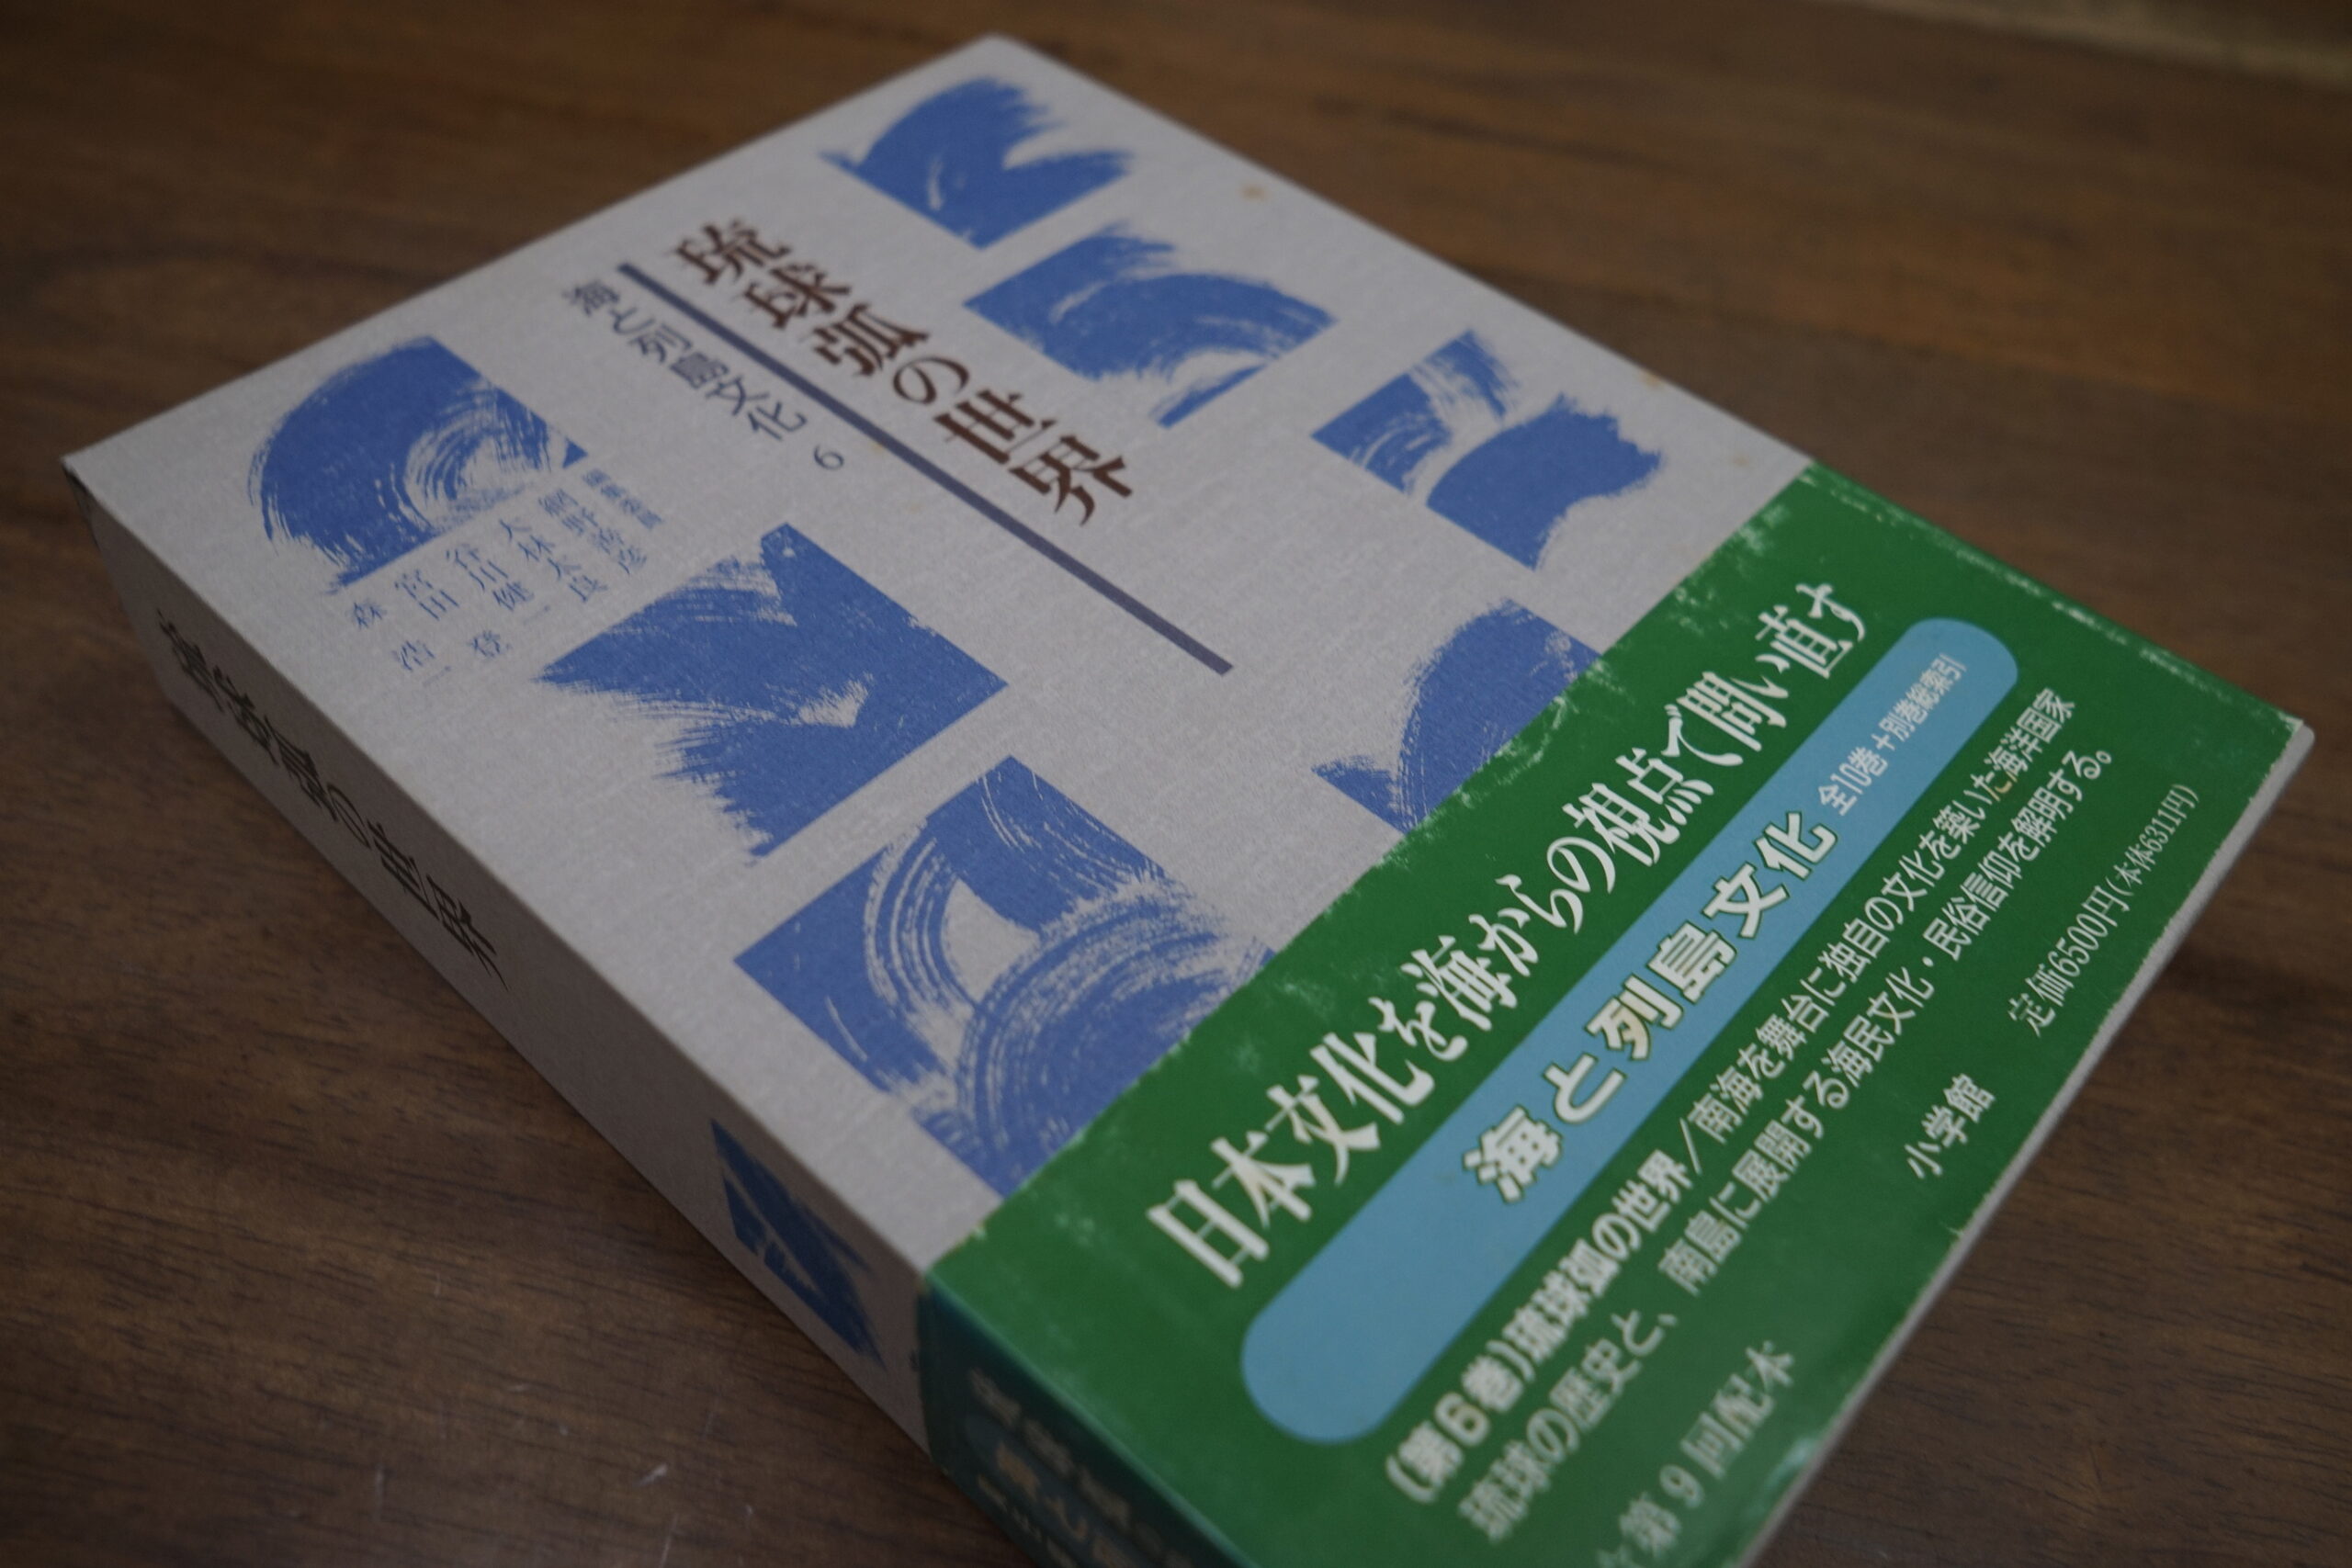 琉球弧の世界
海と列島文化 6
編集委員
網野善彦
大林太良
谷川健一
宮田 登
森 浩一
琉球弧の世界
日本文化を海からの視点で問い直す
海と列島文化 全10巻+別巻総索引
(第6巻)琉球弧の世界/南海を舞台に独自の文化を築いた海洋国家
琉球の歴史と、南島に展開する海民文化・民俗信仰を解明する。
第9回配本
小学館
定価6500円(本体6311円)